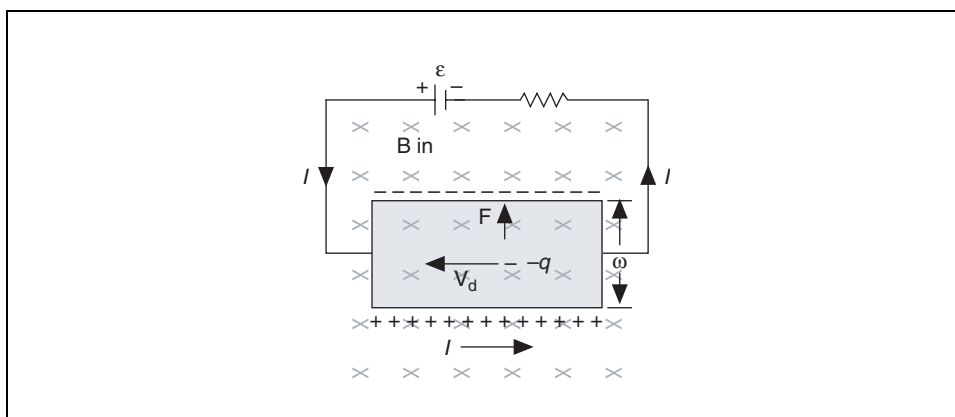 ε
+ −
B in
I I
− − − − − − − − − − − − − −
F
− −q
V_d
ω
+ + + + + + + + + + + + + +
I